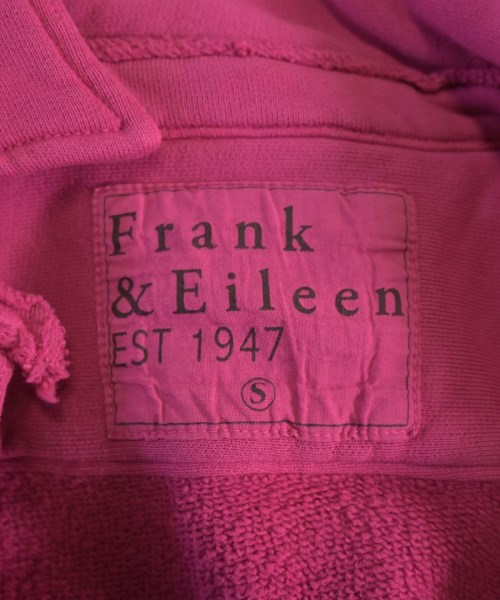 Frank
& Eileen
EST 1947
S